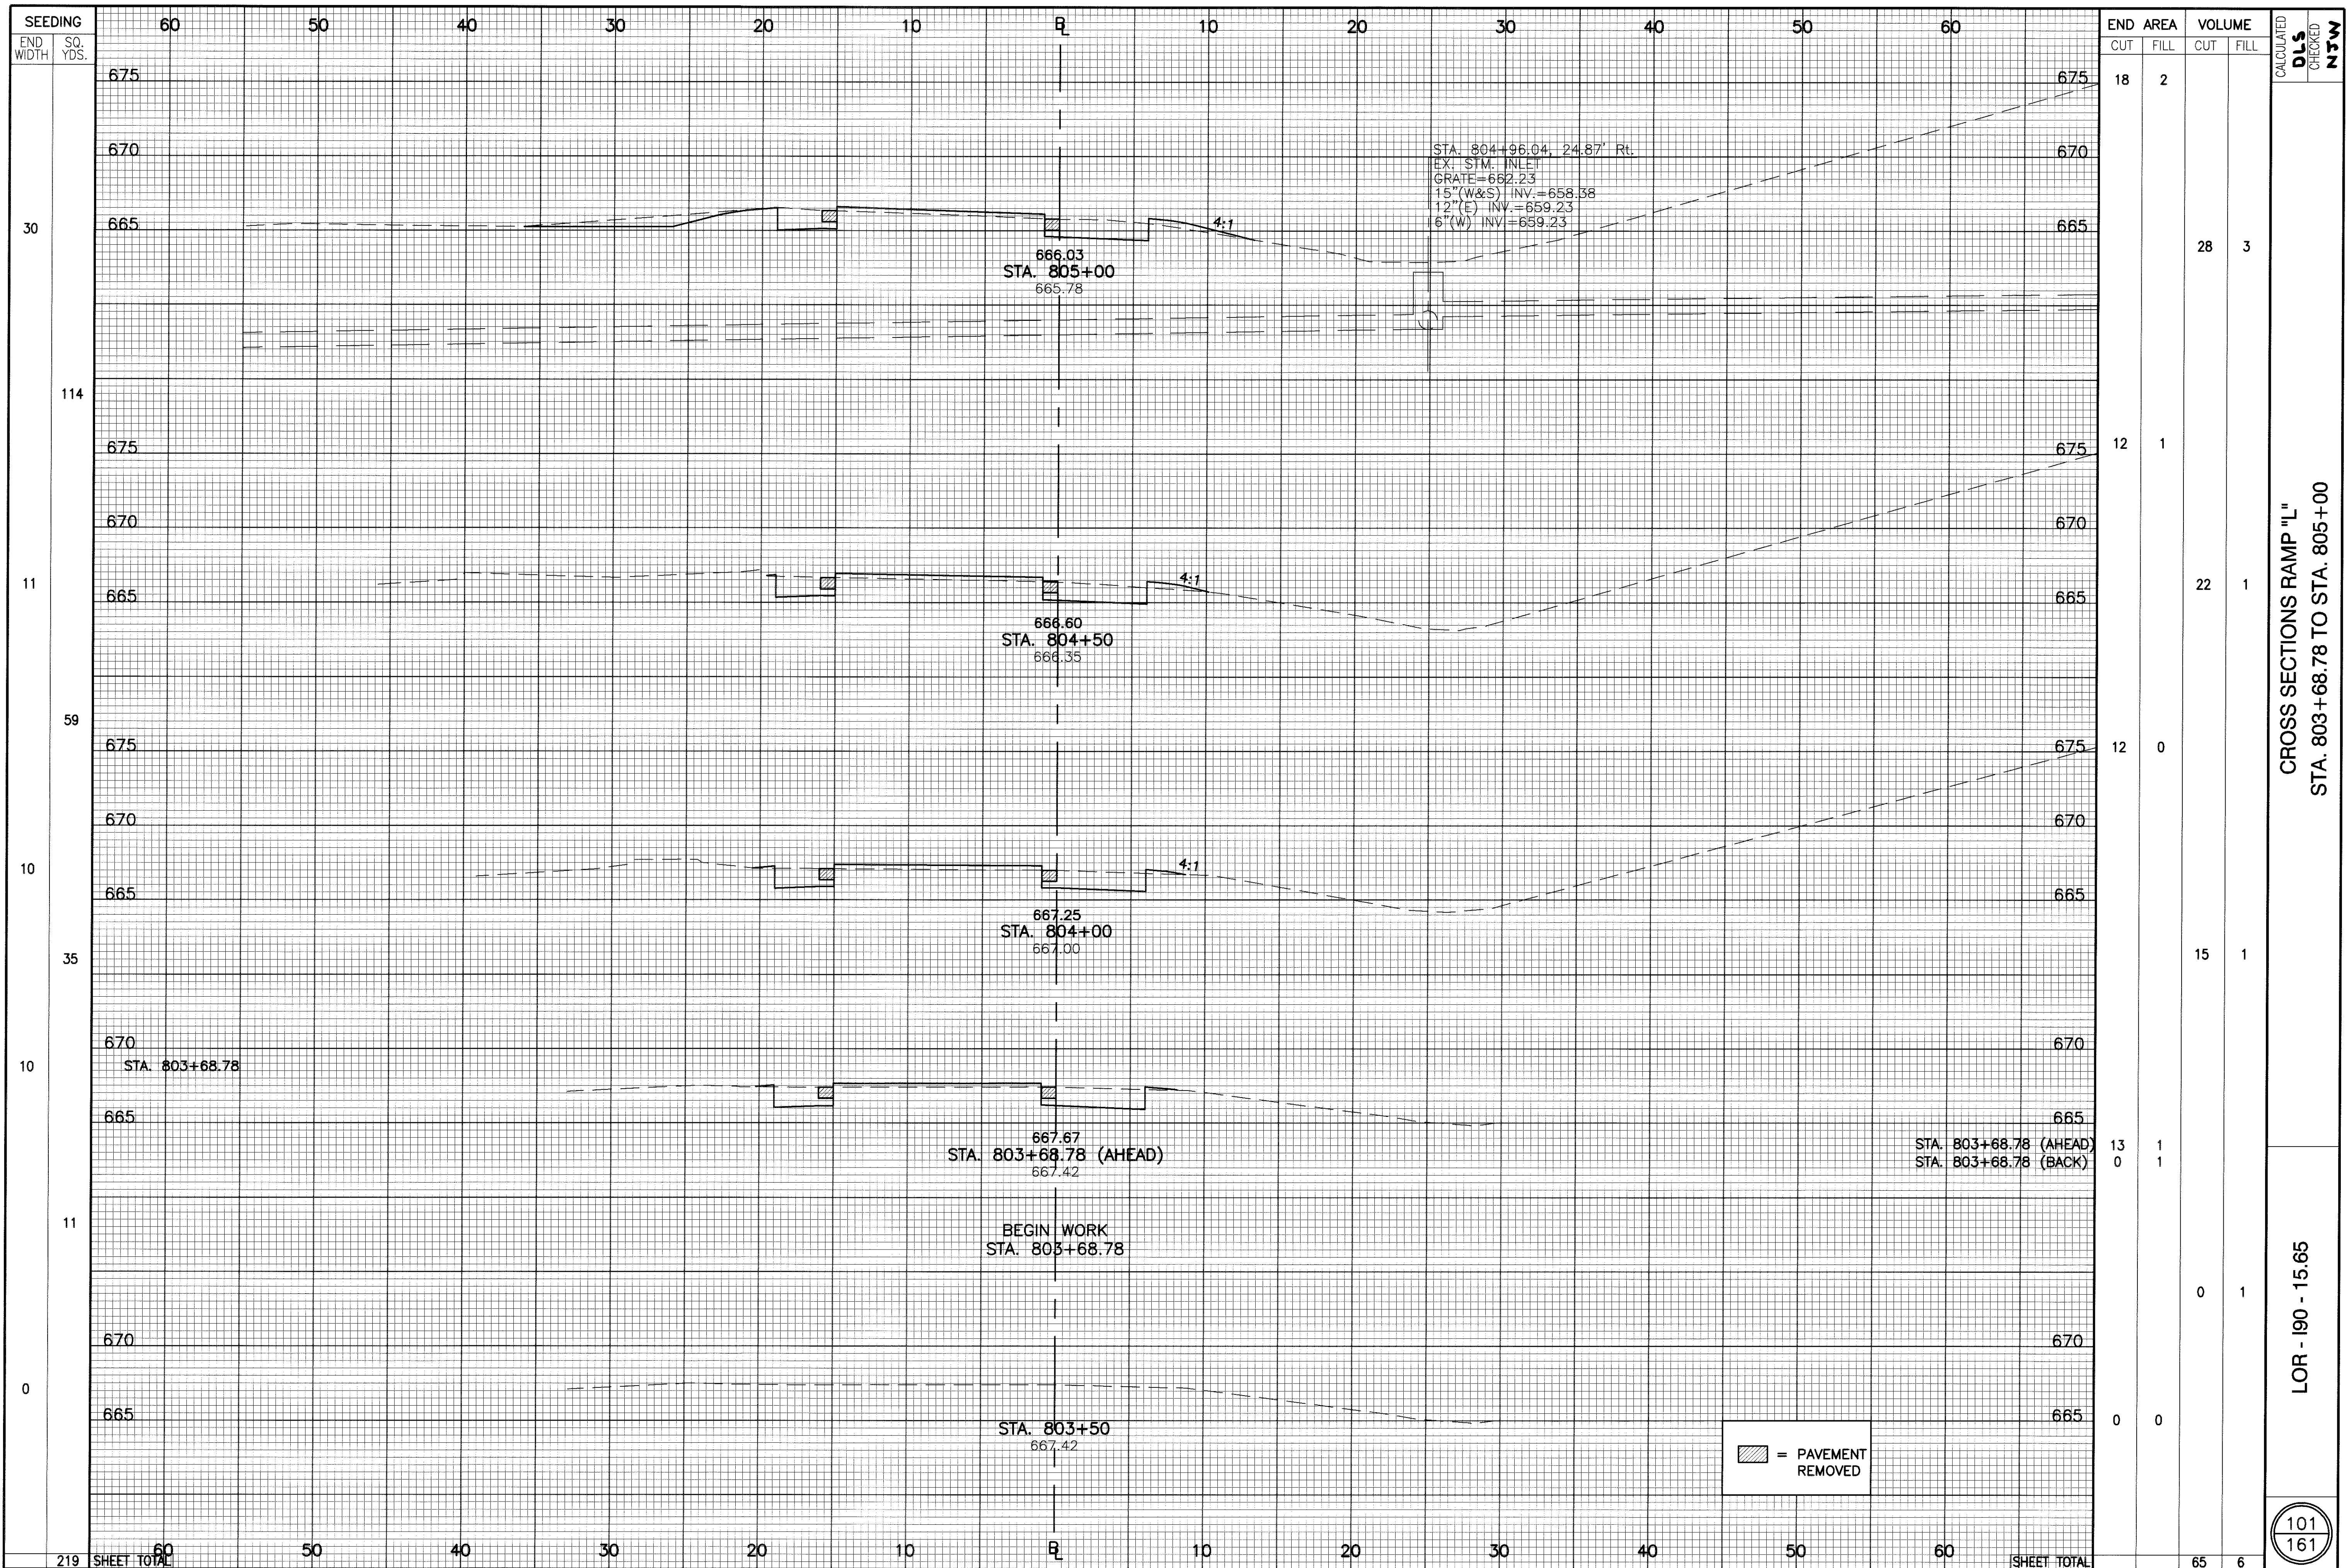 SEEDING
END WIDTH
SQ. YDS.
60 50 40 30 20 10 BL 10 20 30 40 50 60
END AREA
VOLUME
CUT FILL CUT FILL
CALCULATED
DLS
CHECKED
NJW
675 675 18 2
670 670
STA. 804+96.04, 24.87' Rt.
EX. STM. INLET
GRATE=662.23
15"(W&S) INV.=658.38
12"(E) INV.=659.23
6"(W) INV.=659.23
30 665 4:1 665
28 3
666.03
STA. 805+00
665.78
114
675 675 12 1
670 670
11 665 4:1 665 22 1
666.60
STA. 804+50
666.35
59
675 675 12 0
670 670
10 665 4:1 665
667.25
STA. 804+00
667.00
35 15 1
670 670
10 STA. 803+68.78
665 665
667.67
STA. 803+68.78 (AHEAD)
667.42
STA. 803+68.78 (AHEAD) 13 1
STA. 803+68.78 (BACK) 0 1
11
BEGIN WORK
STA. 803+68.78
0 1
670 670
0
665 665 0 0
STA. 803+50
667.42
= PAVEMENT
REMOVED
60 50 40 30 20 10 BL 10 20 30 40 50 60
219 SHEET TOTAL
SHEET TOTAL 65 6
CROSS SECTIONS RAMP "L"
STA. 803+68.78 TO STA. 805+00
LOR - I90 - 15.65
101
161